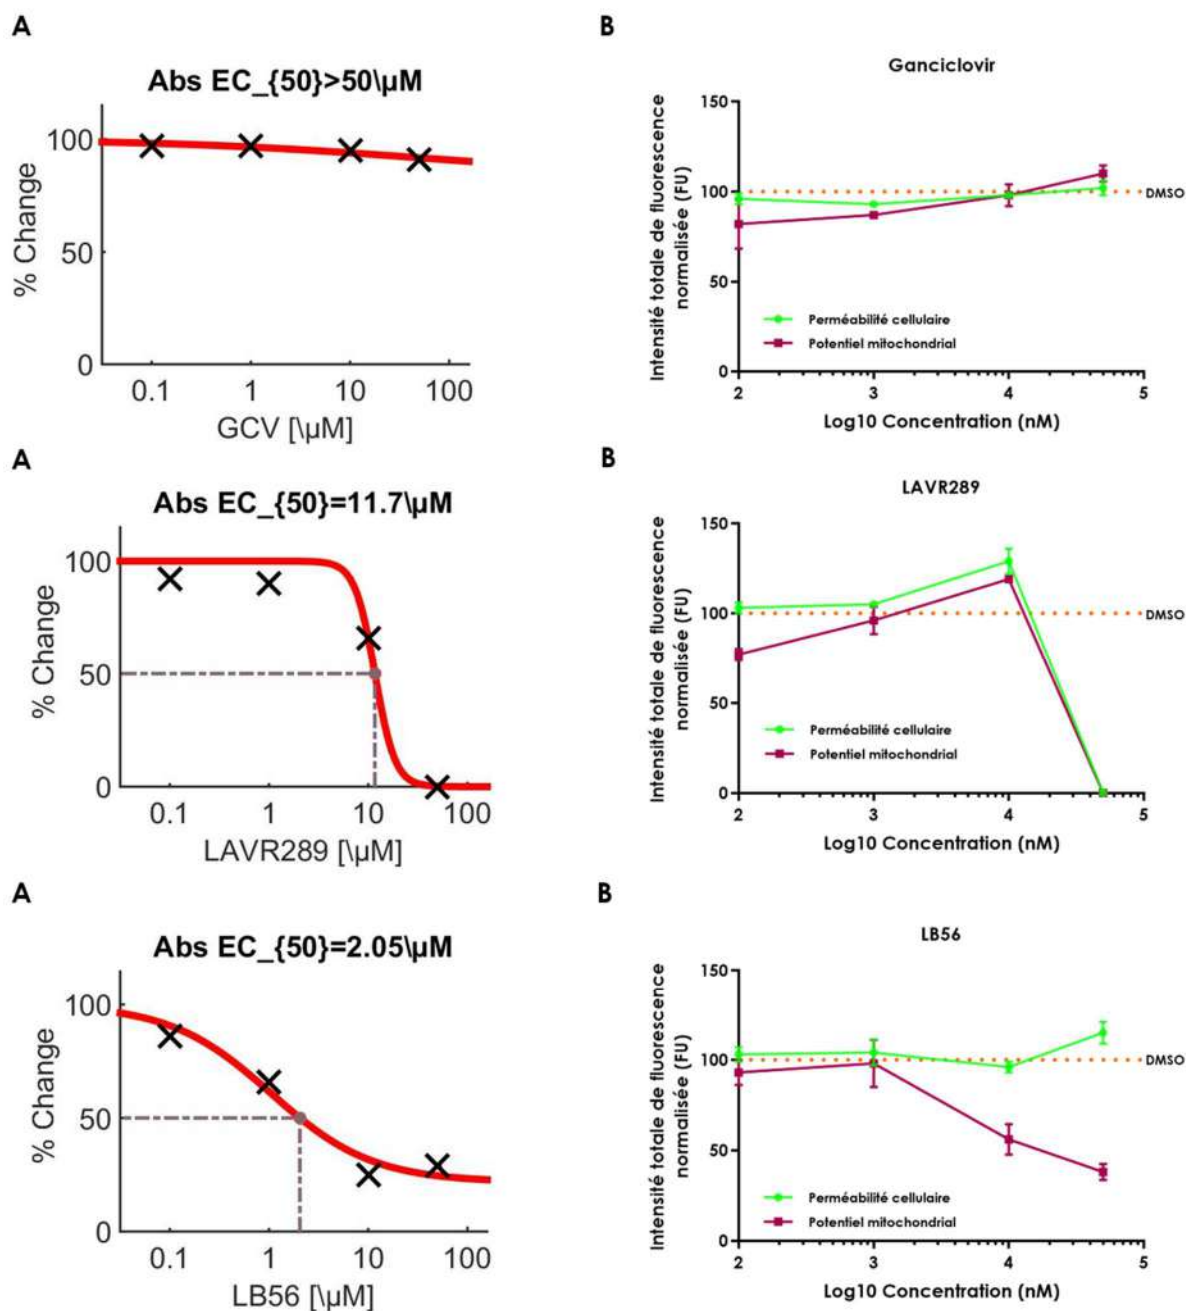 A
B
Abs EC_{50}>50\µM
% Change
100
50
0
0.1 1 10 100
GCV [\µM]
Ganciclovir
Intensité totale de fluorescence
normalisée (FU)
150
100
50
0
DMSO
Perméabilité cellulaire
Potentiel mitochondrial
2 3 4 5
Log10 Concentration (nM)
A
B
Abs EC_{50}=11.7\µM
% Change
100
50
0
0.1 1 10 100
LAVR289 [\µM]
LAVR289
Intensité totale de fluorescence
normalisée (FU)
150
100
50
0
DMSO
Perméabilité cellulaire
Potentiel mitochondrial
2 3 4 5
Log10 Concentration (nM)
A
B
Abs EC_{50}=2.05\µM
% Change
100
50
0
0.1 1 10 100
LB56 [\µM]
LB56
Intensité totale de fluorescence
normalisée (FU)
150
100
50
0
DMSO
Perméabilité cellulaire
Potentiel mitochondrial
2 3 4 5
Log10 Concentration (nM)